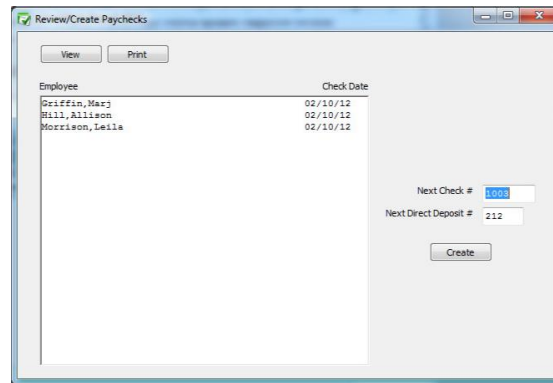 Review/Create Paychecks
View Print
Employee Check Date
Griffin,Marj 02/10/12
Hill,Allison 02/10/12
Morrison,Leila 02/10/12
Next Check # 1003
Next Direct Deposit # 212
Create